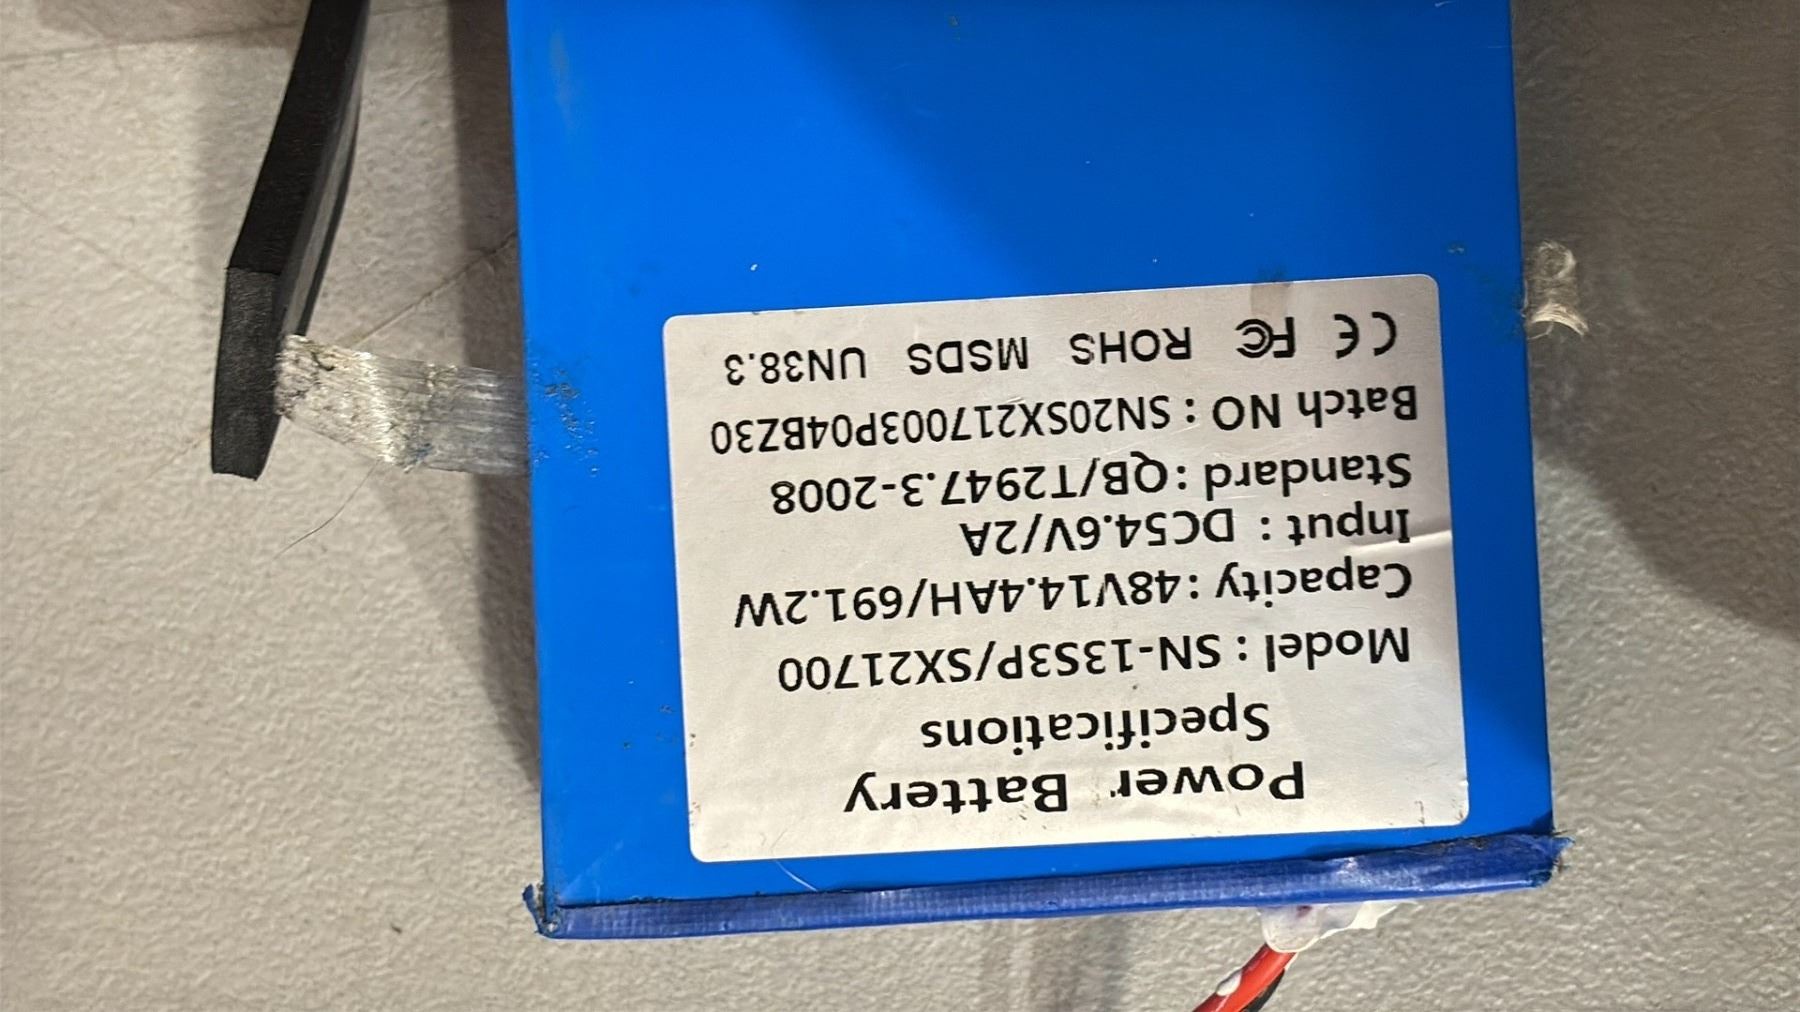 Power Battery
Specifications
Model : SN-13S3P/SX21700
Capacity : 48V14.4AH/691.2W
Input : DC54.6V/2A
Standard : QB/T2947.3-2008
Batch NO : SN20SX217003P04BZ30
CE FC ROHS MSDS UN38.3